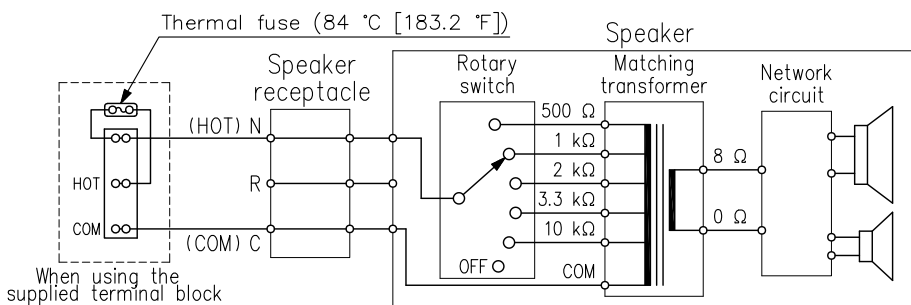 Thermal fuse (84 °C [183.2 °F])
Speaker
Speaker
receptacle
Rotary
switch
Matching
transformer
Network
circuit
(HOT) N
R
(COM) C
HOT
COM
500 Ω
1 kΩ
2 kΩ
3.3 kΩ
10 kΩ
OFF
COM
8 Ω
0 Ω
When using the
supplied terminal block